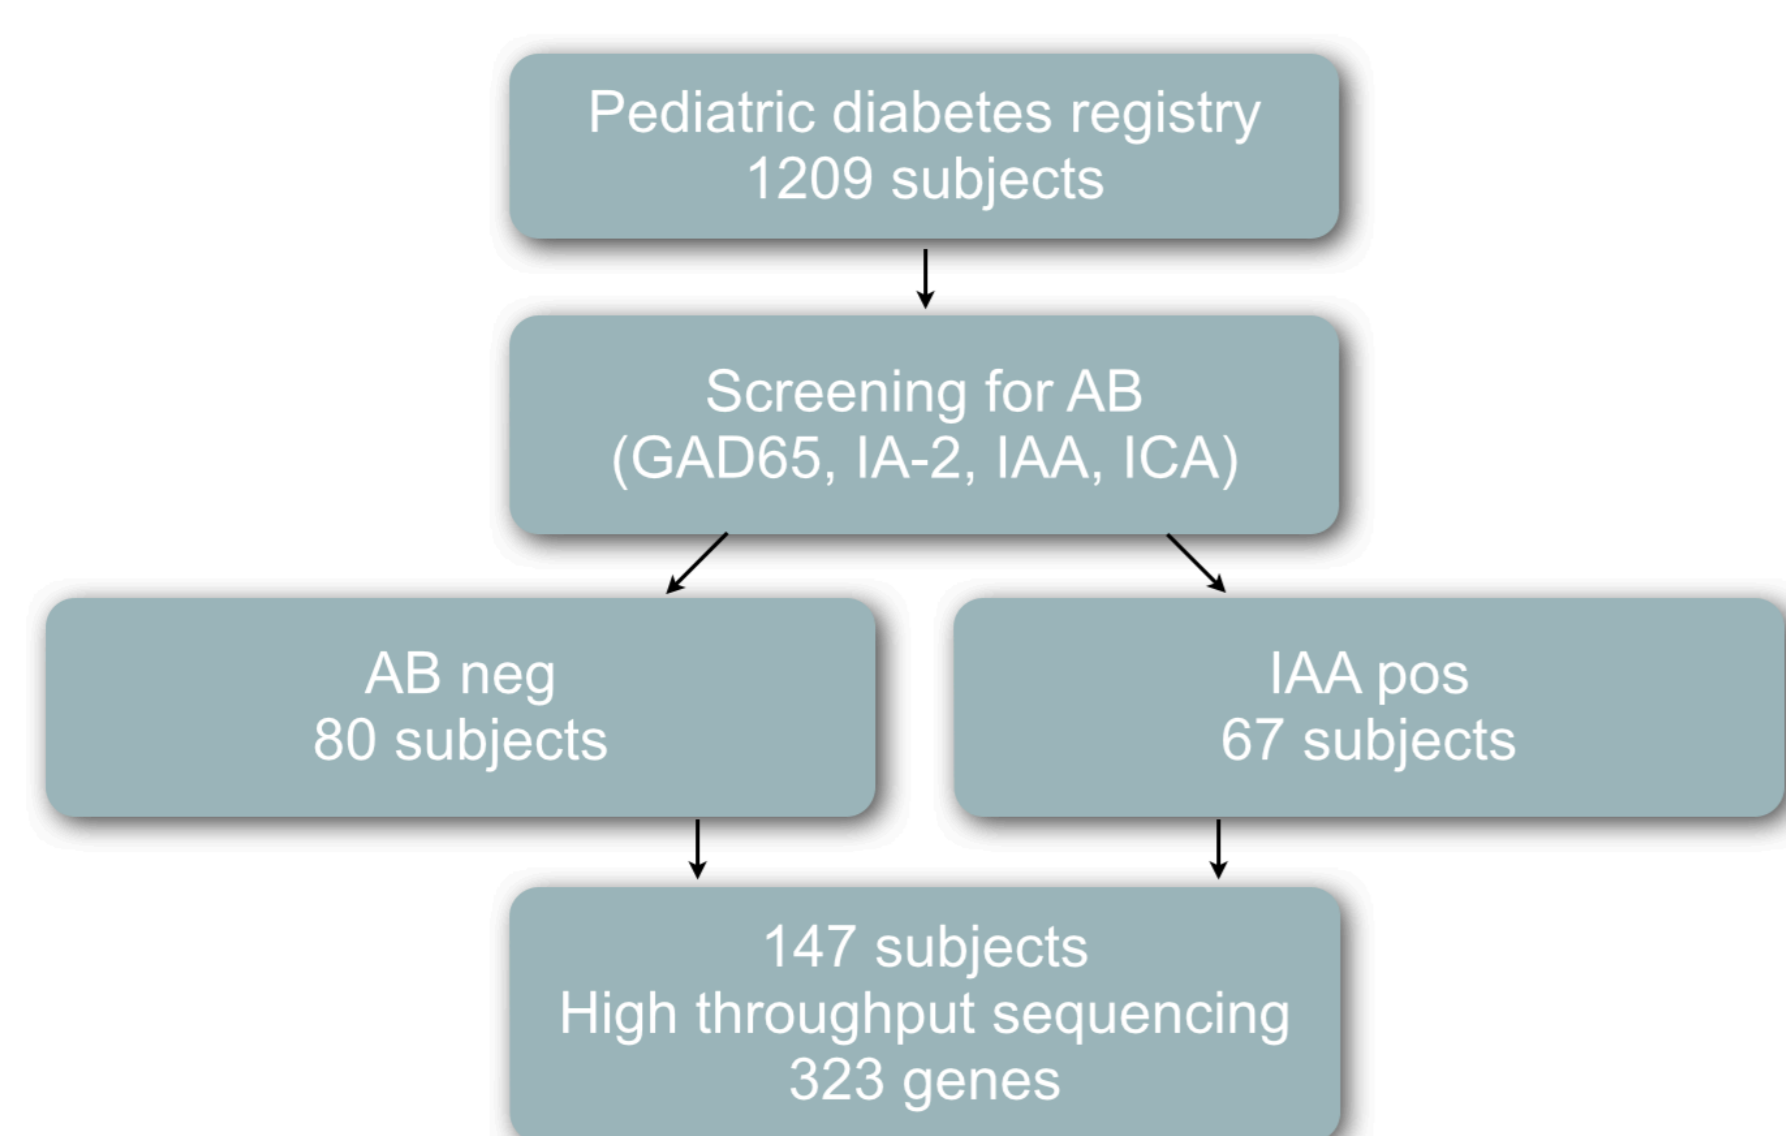 Pediatric diabetes registry
1209 subjects
Screening for AB
(GAD65, IA-2, IAA, ICA)
AB neg
80 subjects
IAA pos
67 subjects
147 subjects
High throughput sequencing
323 genes